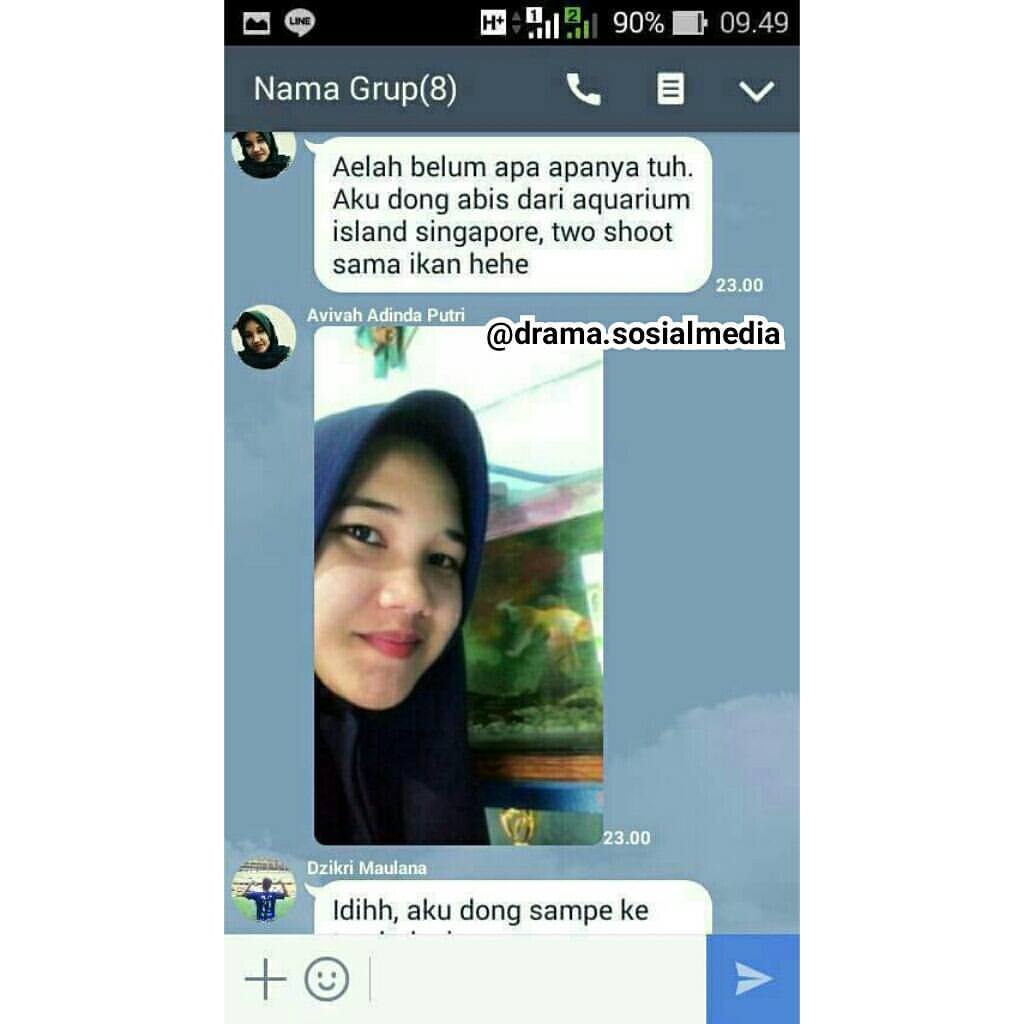 LINE
H+
1
2
90%
09.49
Nama Grup(8)
Aelah belum apa apanya tuh.
Aku dong abis dari aquarium
island singapore, two shoot
sama ikan hehe
23.00
Avivah Adinda Putri
@drama.sosialmedia
23.00
Dzikri Maulana
Idihh, aku dong sampe ke